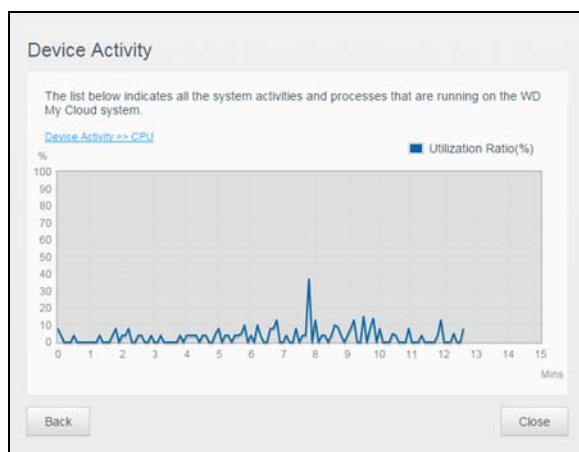 Device Activity
The list below indicates all the system activities and processes that are running on the WD
My Cloud system.
Device Activity >> CPU
Utilization Ratio(%)
%
100
90
80
70
60
50
40
30
20
10
0
0 1 2 3 4 5 6 7 8 9 10 11 12 13 14 15
Mins
Back
Close